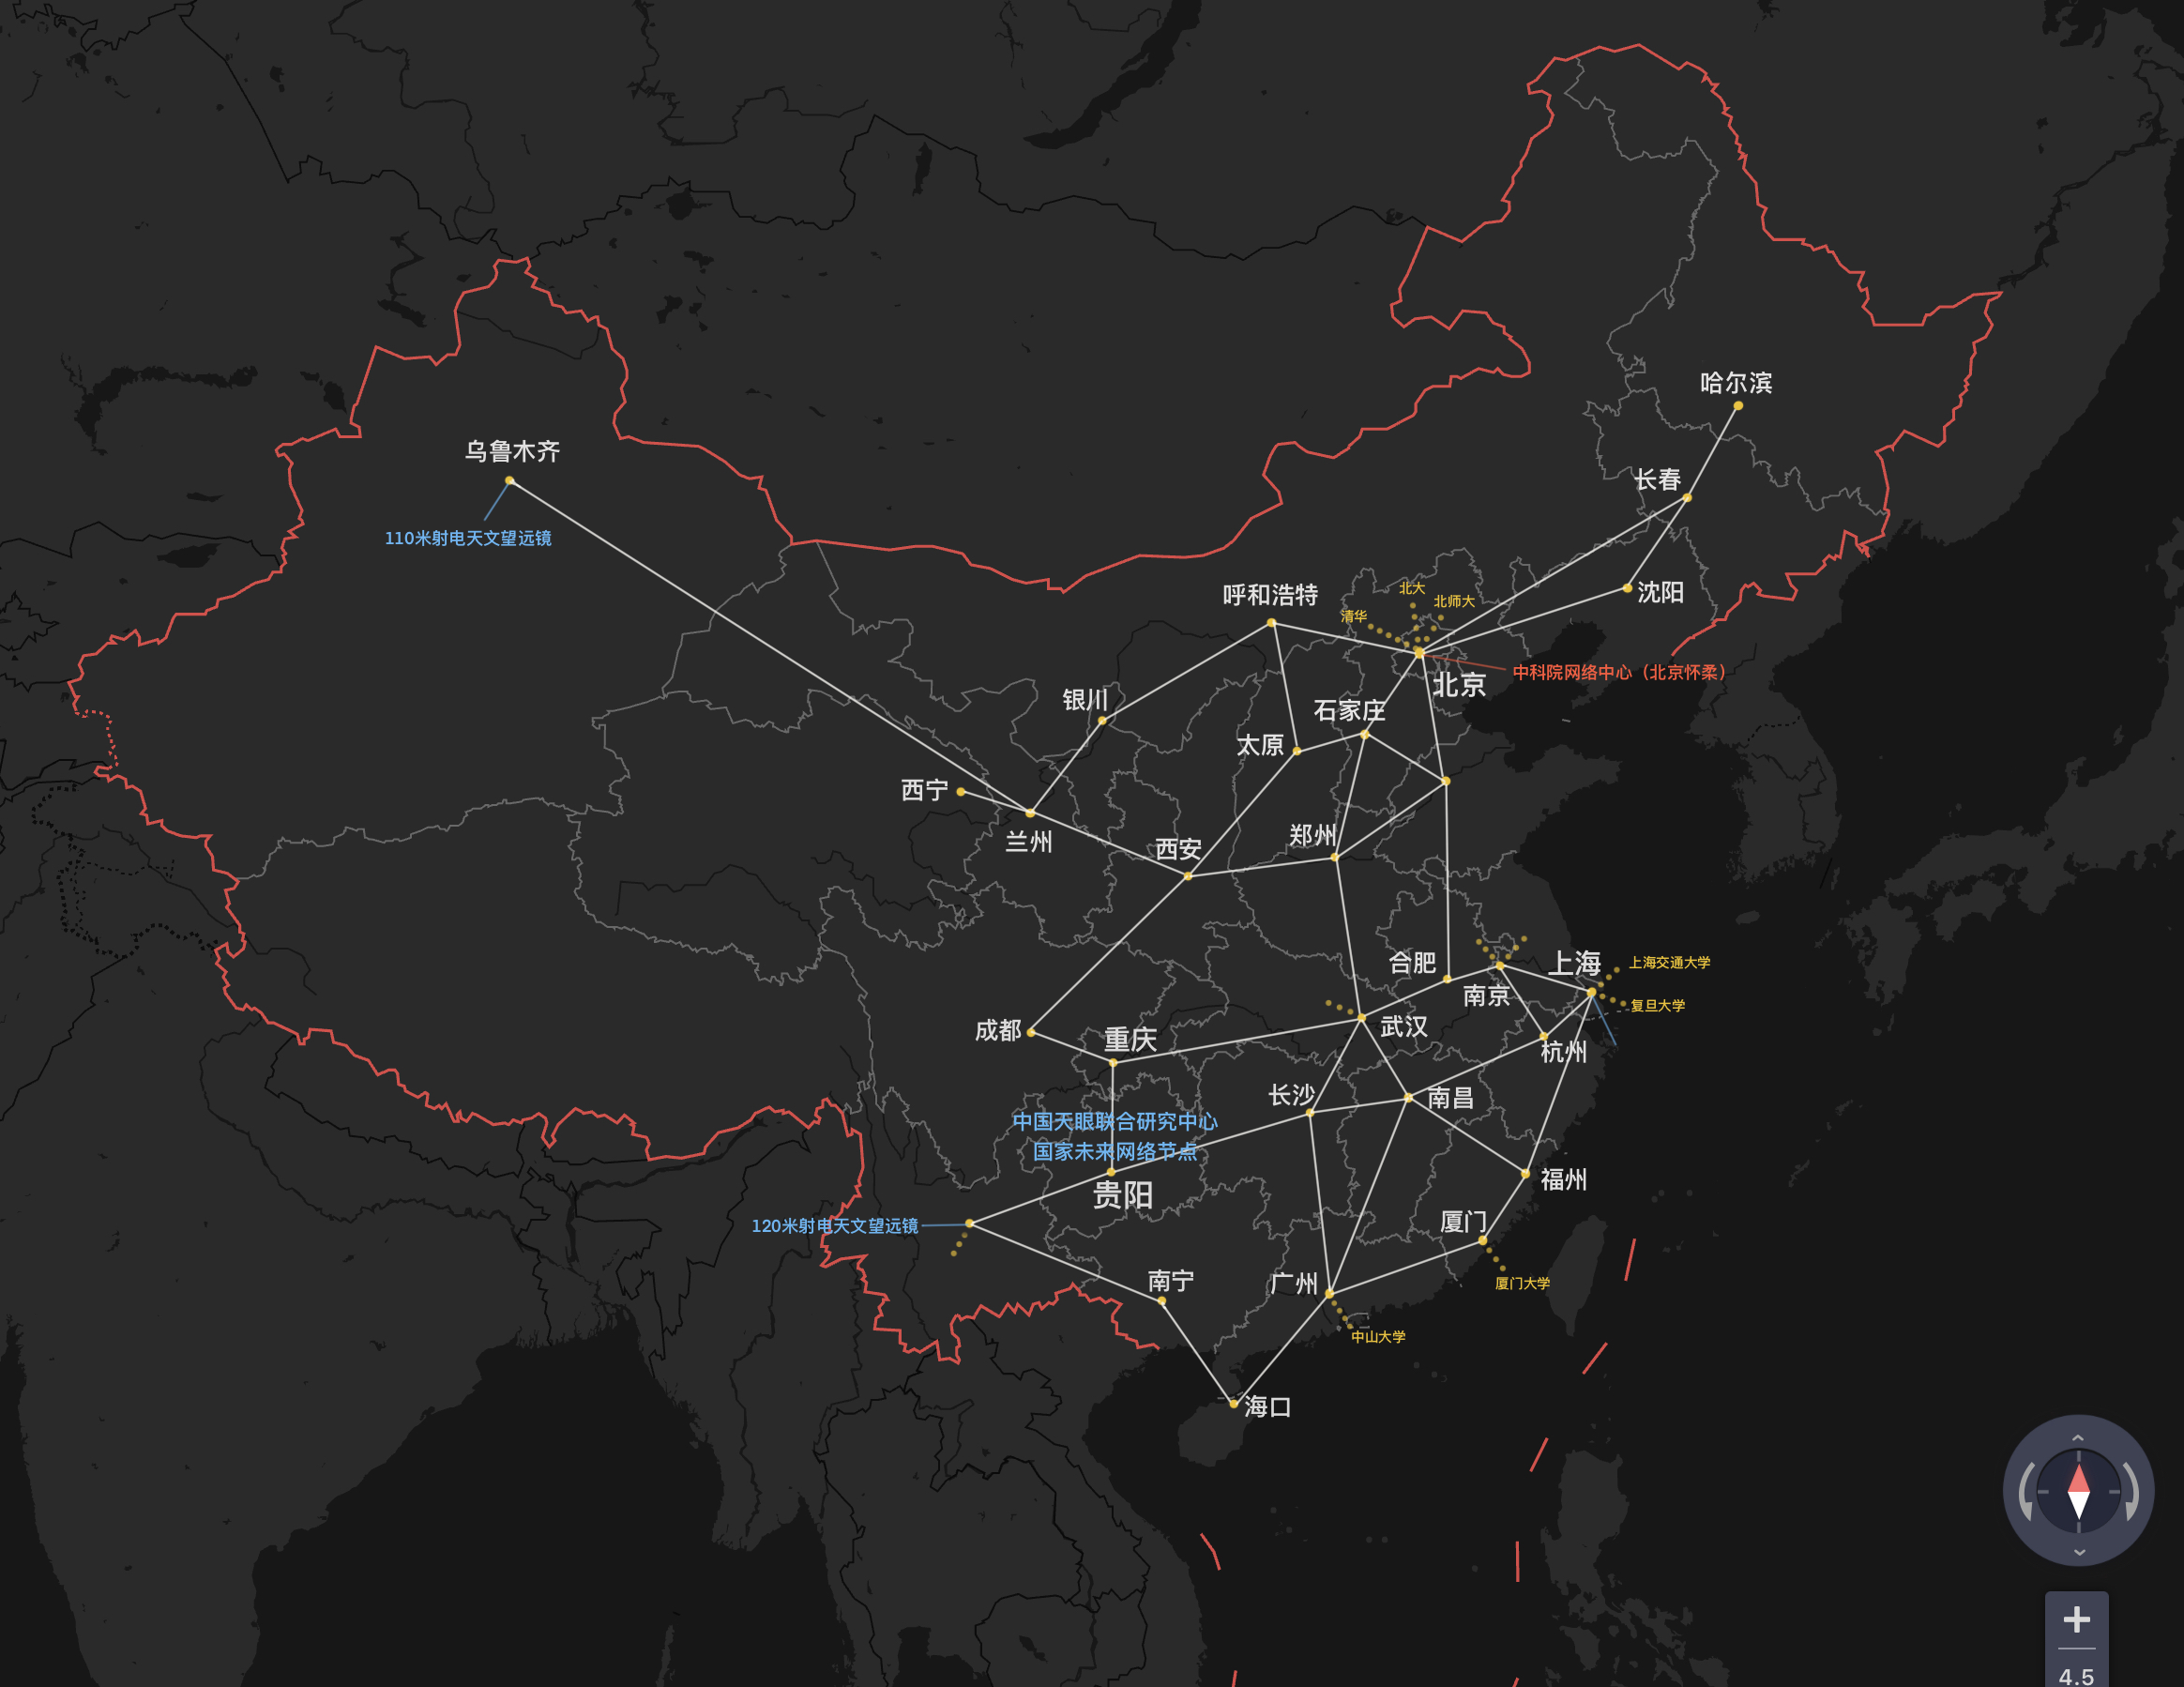 哈尔滨
乌鲁木齐
长春
110米射电天文望远镜
北大
呼和浩特
沈阳
北师大
清华
中科院网络中心（北京怀柔）
北京
银川
石家庄
太原
西宁
郑州
兰州
西安
合肥
上海
上海交通大学
南京
复旦大学
成都
武汉
重庆
杭州
长沙
南昌
中国天眼联合研究中心
国家未来网络节点
福州
贵阳
120米射电天文望远镜
厦门
南宁
广州
厦门大学
中山大学
海口
4.5